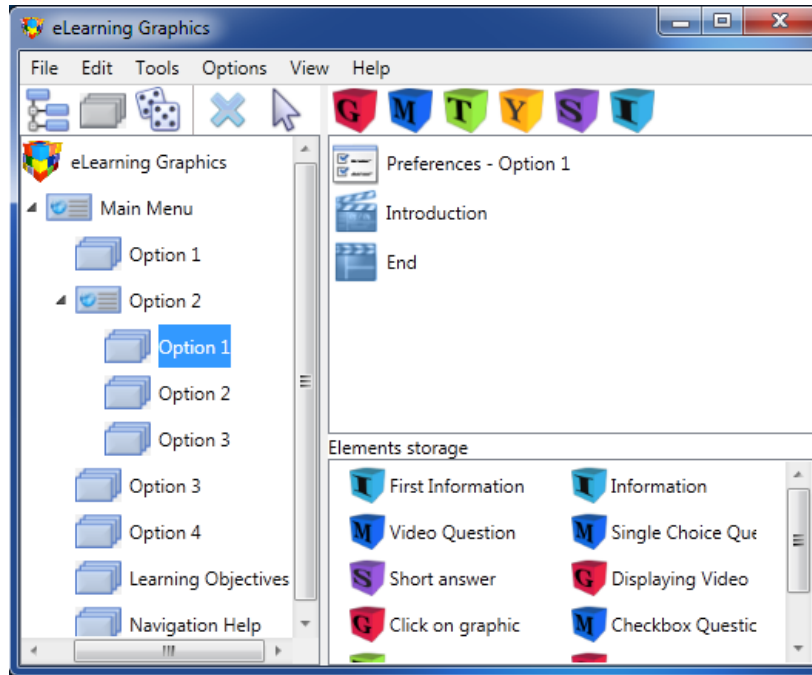 eLearning Graphics
File Edit Tools Options View Help
G M T Y S I
eLearning Graphics
Main Menu
Option 1
Option 2
Option 1
Option 2
Option 3
Option 3
Option 4
Learning Objectives
Navigation Help
Preferences - Option 1
Introduction
End
Elements storage
I First Information
I Information
M Video Question
M Single Choice Que
S Short answer
G Displaying Video
G Click on graphic
M Checkbox Questic